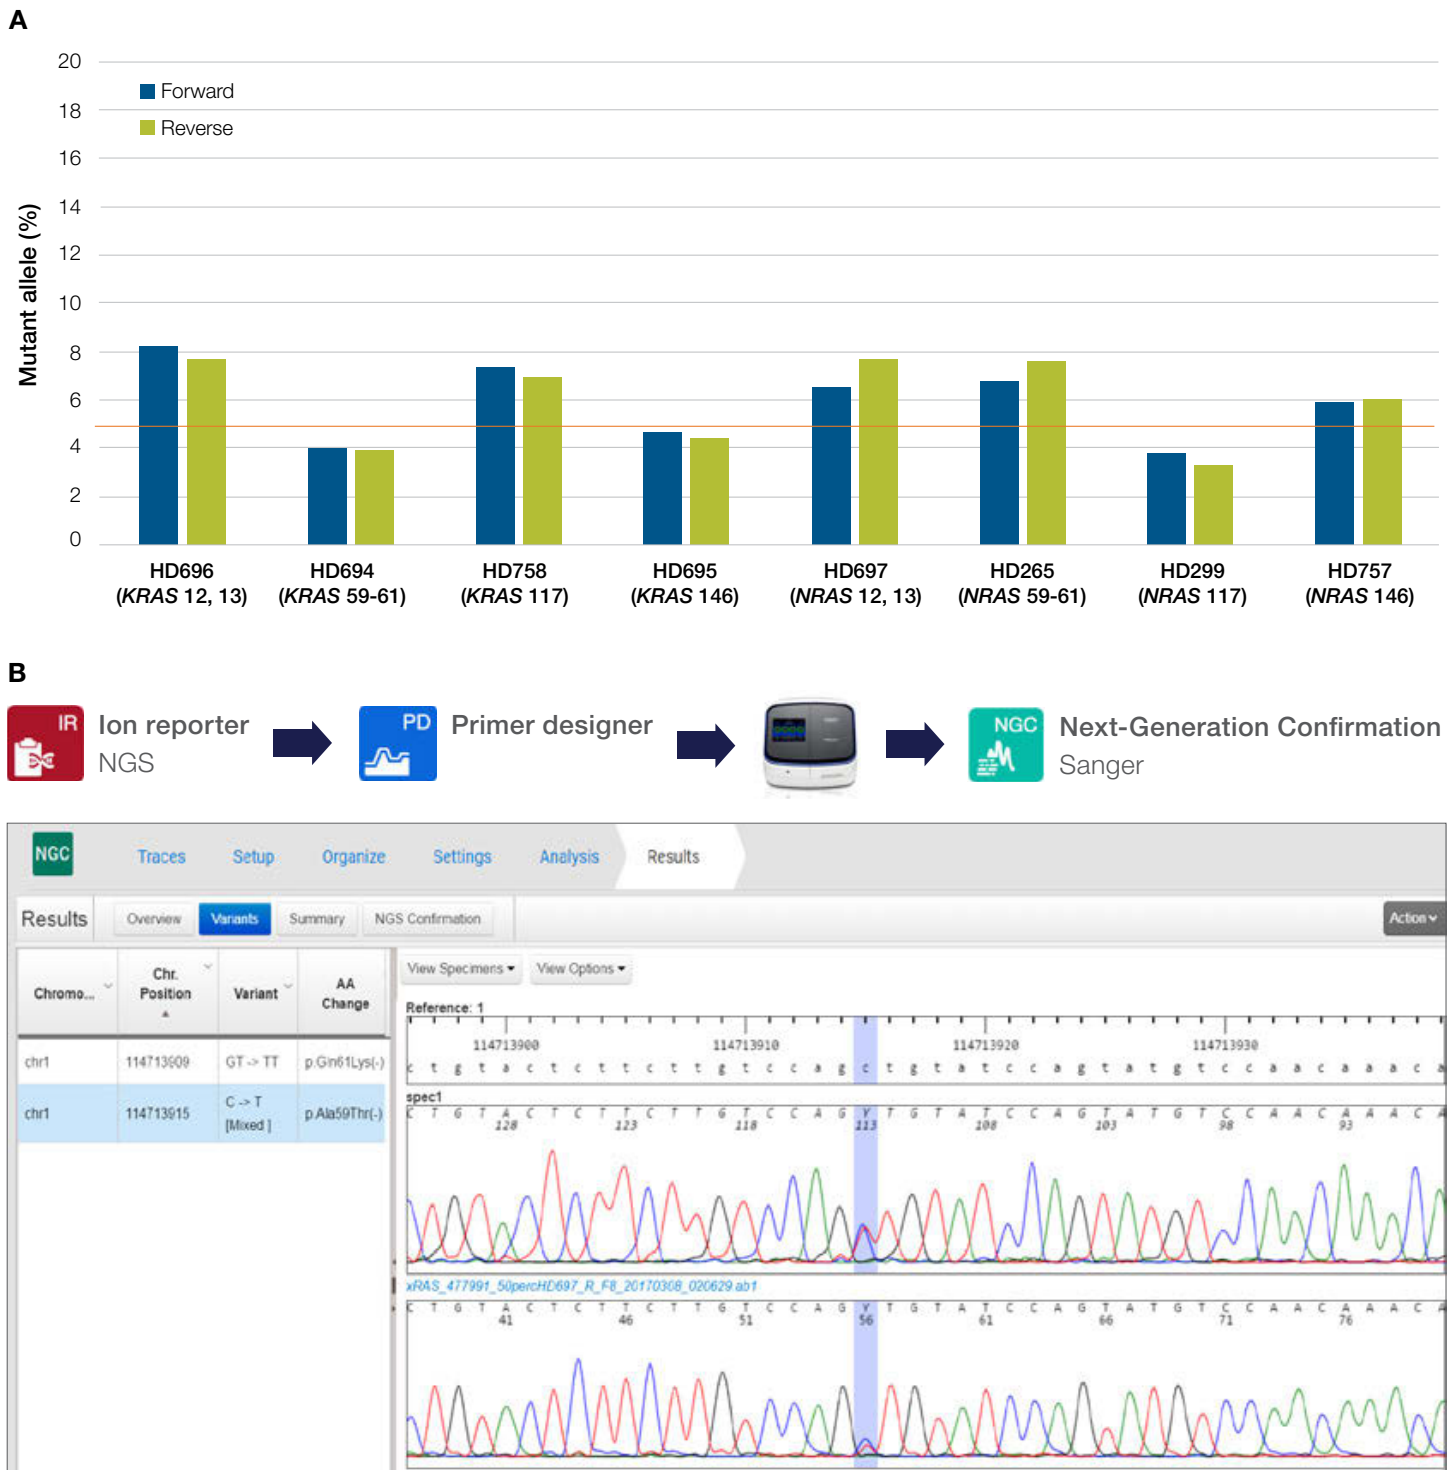 A
20
18
16
14
12
10
8
6
4
2
0
Mutant allele (%)
Forward
Reverse
HD696
(KRAS 12, 13)
HD694
(KRAS 59-61)
HD758
(KRAS 117)
HD695
(KRAS 146)
HD697
(NRAS 12, 13)
HD265
(NRAS 59-61)
HD299
(NRAS 117)
HD757
(NRAS 146)
B
IR
Ion reporter
NGS
PD
Primer designer
NGC
Next-Generation Confirmation
Sanger
NGC
Traces
Setup
Organize
Settings
Analysis
Results
Results
Overview
Variants
Summary
NGS Confirmation
Action
Chromo...
Chr.
Position
Variant
AA
Change
chr1
114713909
GT -> TT
p.Gln61Lys(-)
chr1
114713915
C -> T
[Mixed ]
p.Ala59Thr(-)
View Specimens
View Options
Reference: 1
114713900 114713910 114713920 114713930
c t g t a c t c t t c t t g t c c a g c t g t a t c c a g t a t g t c c a a c a a a c a
spec1
C T G T A C T C T T C T T G T C C A G Y T G T A T C C A G T A T G T C C A A C A A A C A
128 123 118 113 108 103 98 93
xRAS_477991_50percHD697_R_F8_20170308_020629.ab1
C T G T A C T C T T C T T G T C C A G Y T G T A T C C A G T A T G T C C A A C A A A C A
41 46 51 56 61 66 71 76